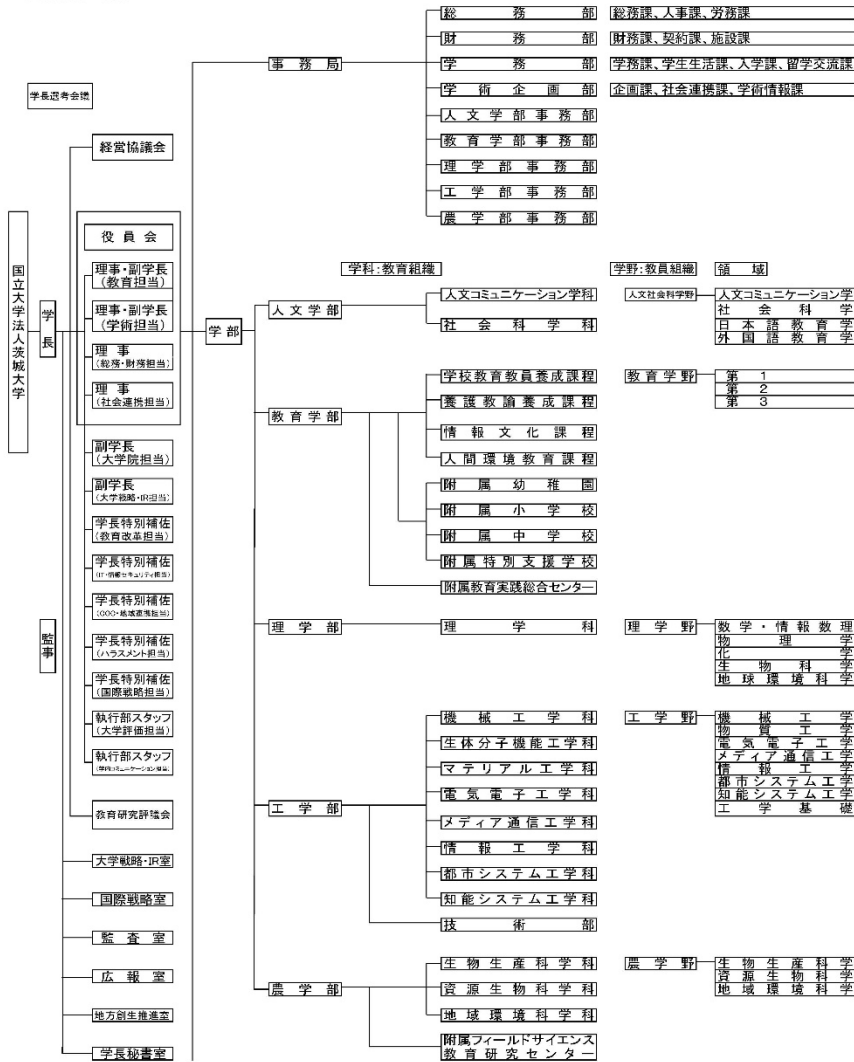 総務部 総務課、人事課、労務課
財務部 財務課、契約課、施設課
事務局 学務部 学務課、学生生活課、入学課、留学交流課
学術企画部 企画課、社会連携課、学術情報課
人文学部事務部
教育学部事務部
理学部事務部
工学部事務部
農学部事務部
学長選考会議
経営協議会
国立大学法人茨城大学
学長
監事
役員会
理事・副学長
(教育担当)
理事・副学長
(学術担当)
理事
(総務・財務担当)
理事
(社会連携担当)
副学長
(大学院担当)
副学長
(大学戦略・IR担当)
学長特別補佐
(教育改革担当)
学長特別補佐
(IT・情報セキュリティ担当)
学長特別補佐
(COC・地域連携担当)
学長特別補佐
(ハラスメント担当)
学長特別補佐
(国際戦略担当)
執行部スタッフ
(大学評価担当)
執行部スタッフ
(学内コミュニケーション担当)
教育研究評議会
大学戦略・IR室
国際戦略室
監査室
広報室
地方創生推進室
学長秘書室
学部
学科:教育組織 学野:教員組織 領域
人文学部
人文コミュニケーション学科
社会科学科
人文社会科学野
人文コミュニケーション学
社会科学
日本語教育学
外国語教育学
教育学部
学校教育教員養成課程
養護教諭養成課程
情報文化課程
人間環境教育課程
附属幼稚園
附属小学校
附属中学校
附属特別支援学校
附属教育実践総合センター
教育学野
第1
第2
第3
理学部
理学科
理学野
数学・情報数理
物理学
化学
生物科学
地球環境科学
工学部
機械工学科
生体分子機能工学科
マテリアル工学科
電気電子工学科
メディア通信工学科
情報工学科
都市システム工学科
知能システム工学科
技術部
工学野
機械工学
物質工学
電気電子工学
メディア通信工学
情報工学
都市システム工学
知能システム工学
工学基礎
農学部
生物生産科学科
資源生物科学科
地域環境科学科
附属フィールドサイエンス
教育研究センター
農学野
生物生産科学
資源生物科学
地域環境科学